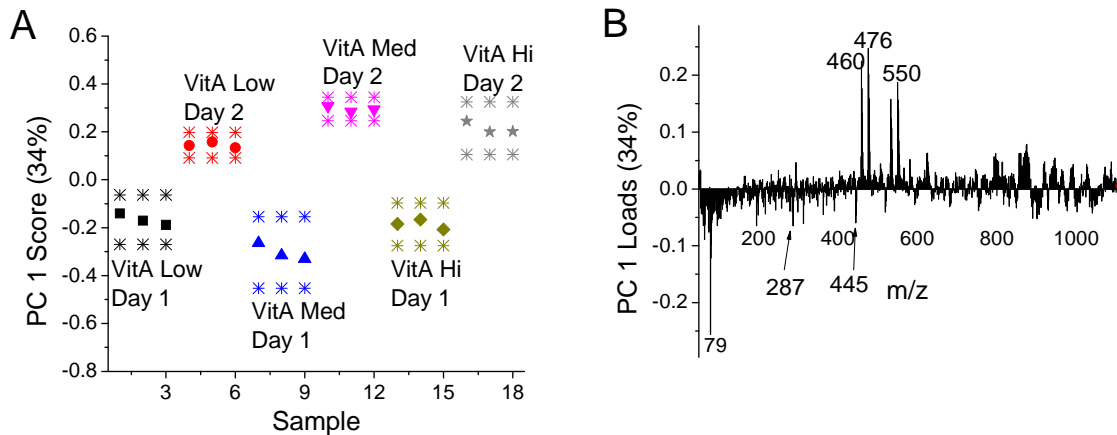 A
0.6
0.4
0.2
0.0
-0.2
-0.4
-0.6
-0.8
PC 1 Score (34%)
VitA Low
Day 1
VitA Low
Day 2
VitA Med
Day 1
VitA Med
Day 2
VitA Hi
Day 1
VitA Hi
Day 2
3
6
9
12
15
18
Sample
B
0.2
0.1
0.0
-0.1
-0.2
PC 1 Loads (34%)
476
460
550
200
400
600
800
1000
287
445
m/z
79